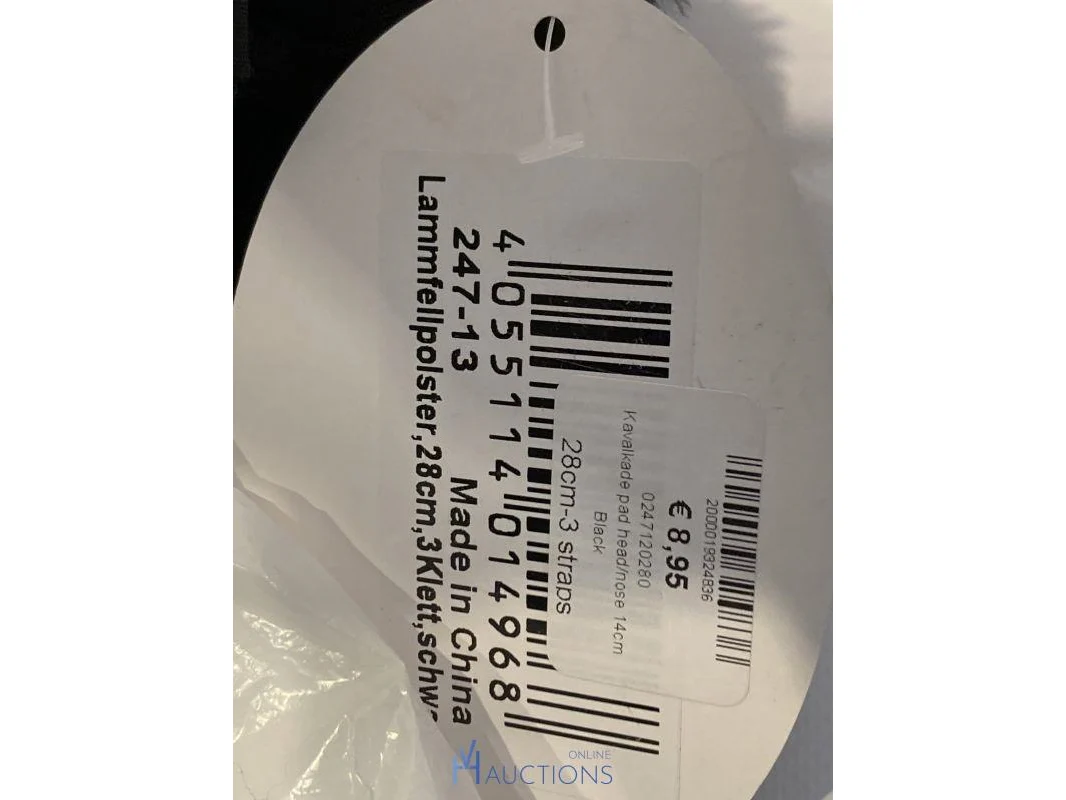 2000019324836
€ 8,95
0247120280
Kavalkade pad head/nose 14cm
Black
28cm-3 straps
4 055114 014968
247-13 Made in China
Lammfellpolster,28cm,3Klett,schw
ONLINE
AUCTIONS